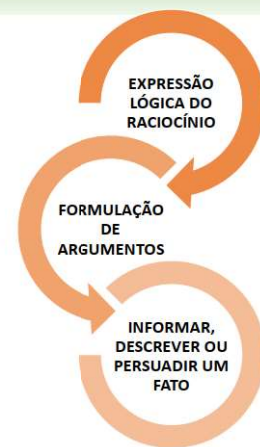 EXPRESSÃO
LÓGICA DO
RACIOCÍNIO
FORMULAÇÃO
DE
ARGUMENTOS
INFORMAR,
DESCREVER OU
PERSUADIR UM
FATO